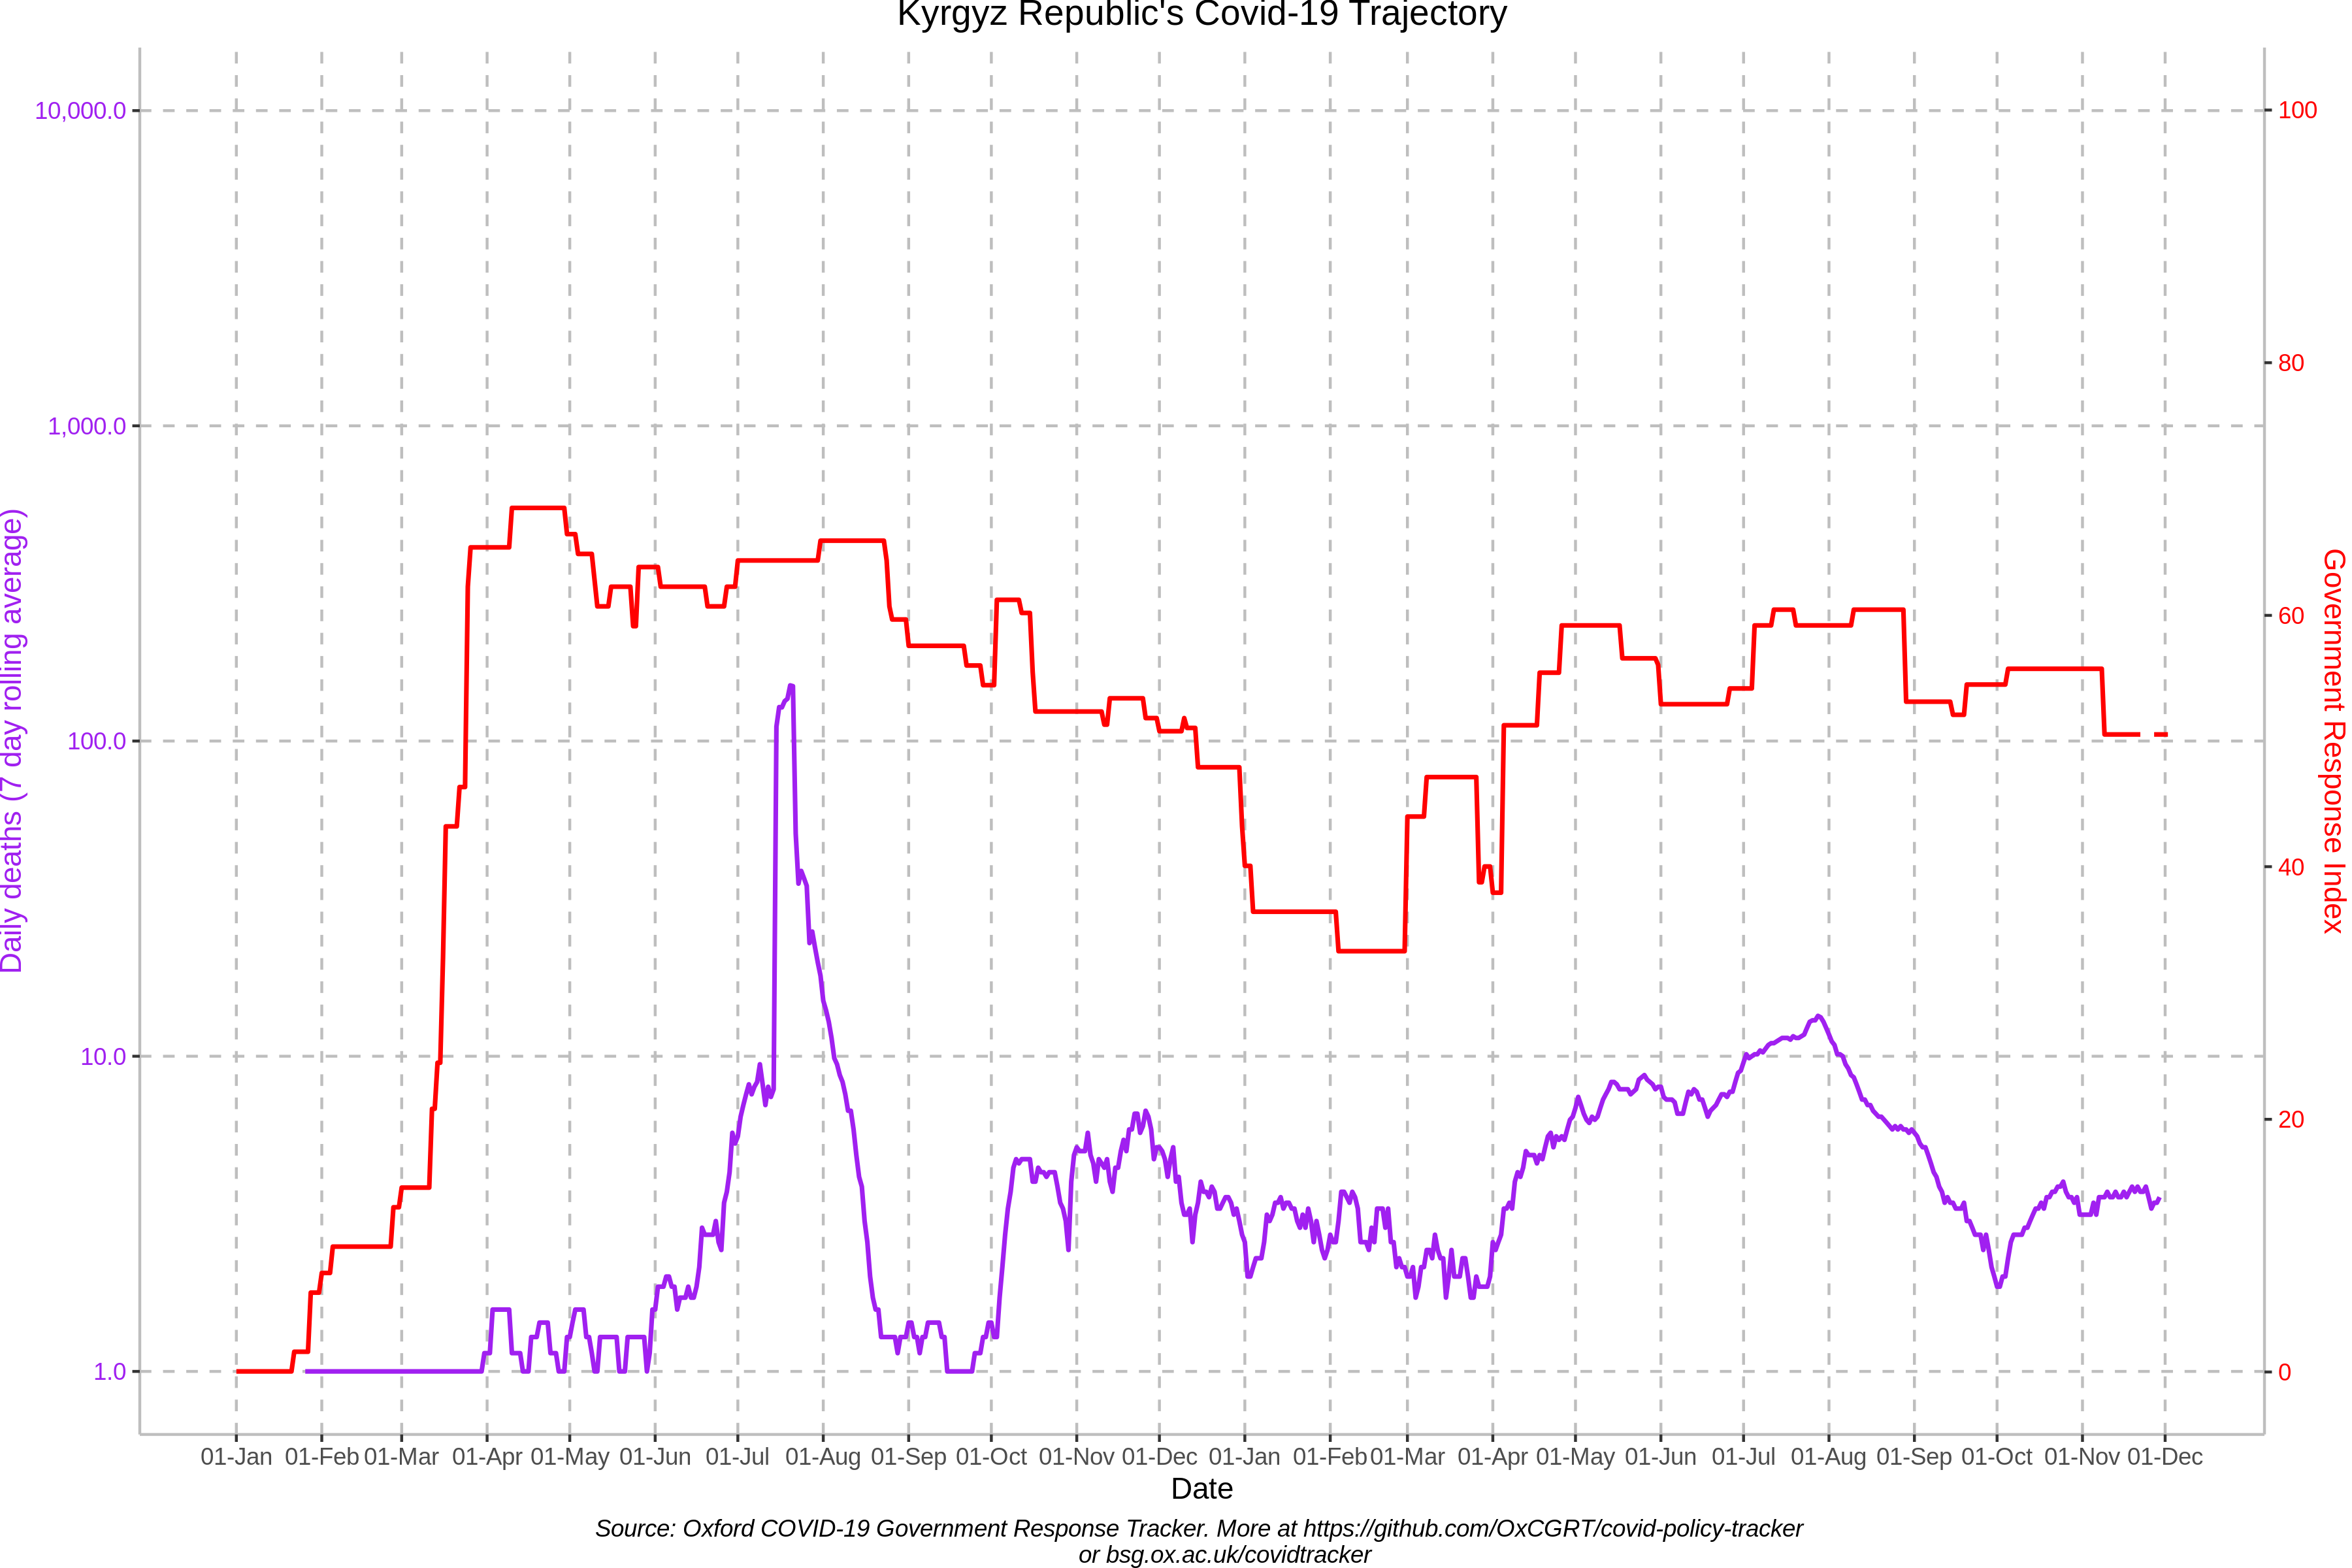 Kyrgyz Republic's Covid-19 Trajectory
10,000.0
1,000.0
100.0
10.0
1.0
Daily deaths (7 day rolling average)
100
80
60
40
20
0
Government Response Index
01-Jan 01-Feb 01-Mar 01-Apr 01-May 01-Jun 01-Jul 01-Aug 01-Sep 01-Oct 01-Nov 01-Dec 01-Jan 01-Feb 01-Mar 01-Apr 01-May 01-Jun 01-Jul 01-Aug 01-Sep 01-Oct 01-Nov 01-Dec
Date
Source: Oxford COVID-19 Government Response Tracker. More at https://github.com/OxCGRT/covid-policy-tracker
or bsg.ox.ac.uk/covidtracker